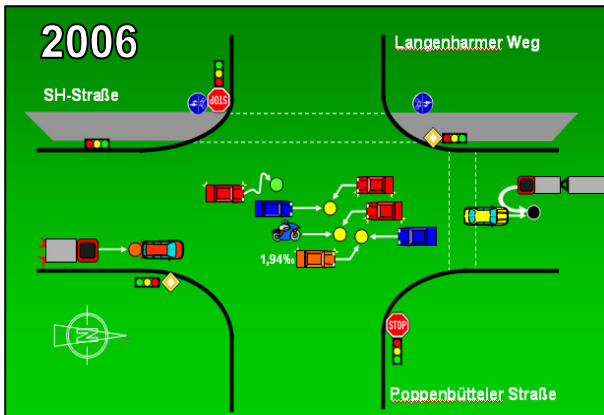 2006
Langenharmer Weg
SH-Straße
STOP
1,94‰
STOP
N
Poppenbütteler Straße